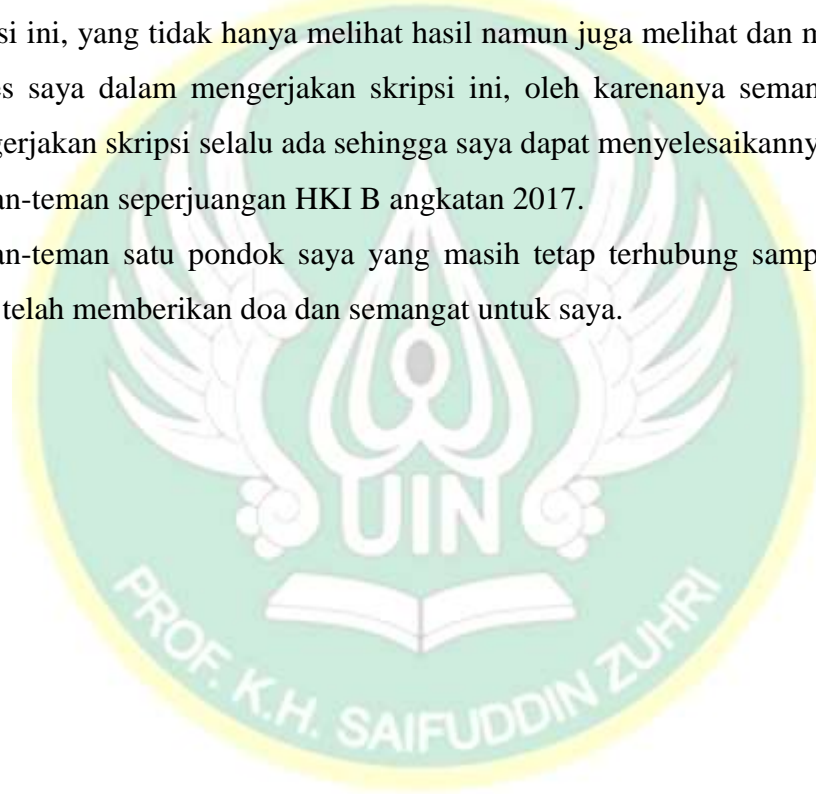 si ini, yang tidak hanya melihat hasil namun juga melihat dan m
es saya dalam mengerjakan skripsi ini, oleh karenanya seman
gerjakan skripsi selalu ada sehingga saya dapat menyelesaikanny
an-teman seperjuangan HKI B angkatan 2017.
an-teman satu pondok saya yang masih tetap terhubung samp
telah memberikan doa dan semangat untuk saya.
UIN
PROF. K.H. SAIFUDDIN ZUHRI